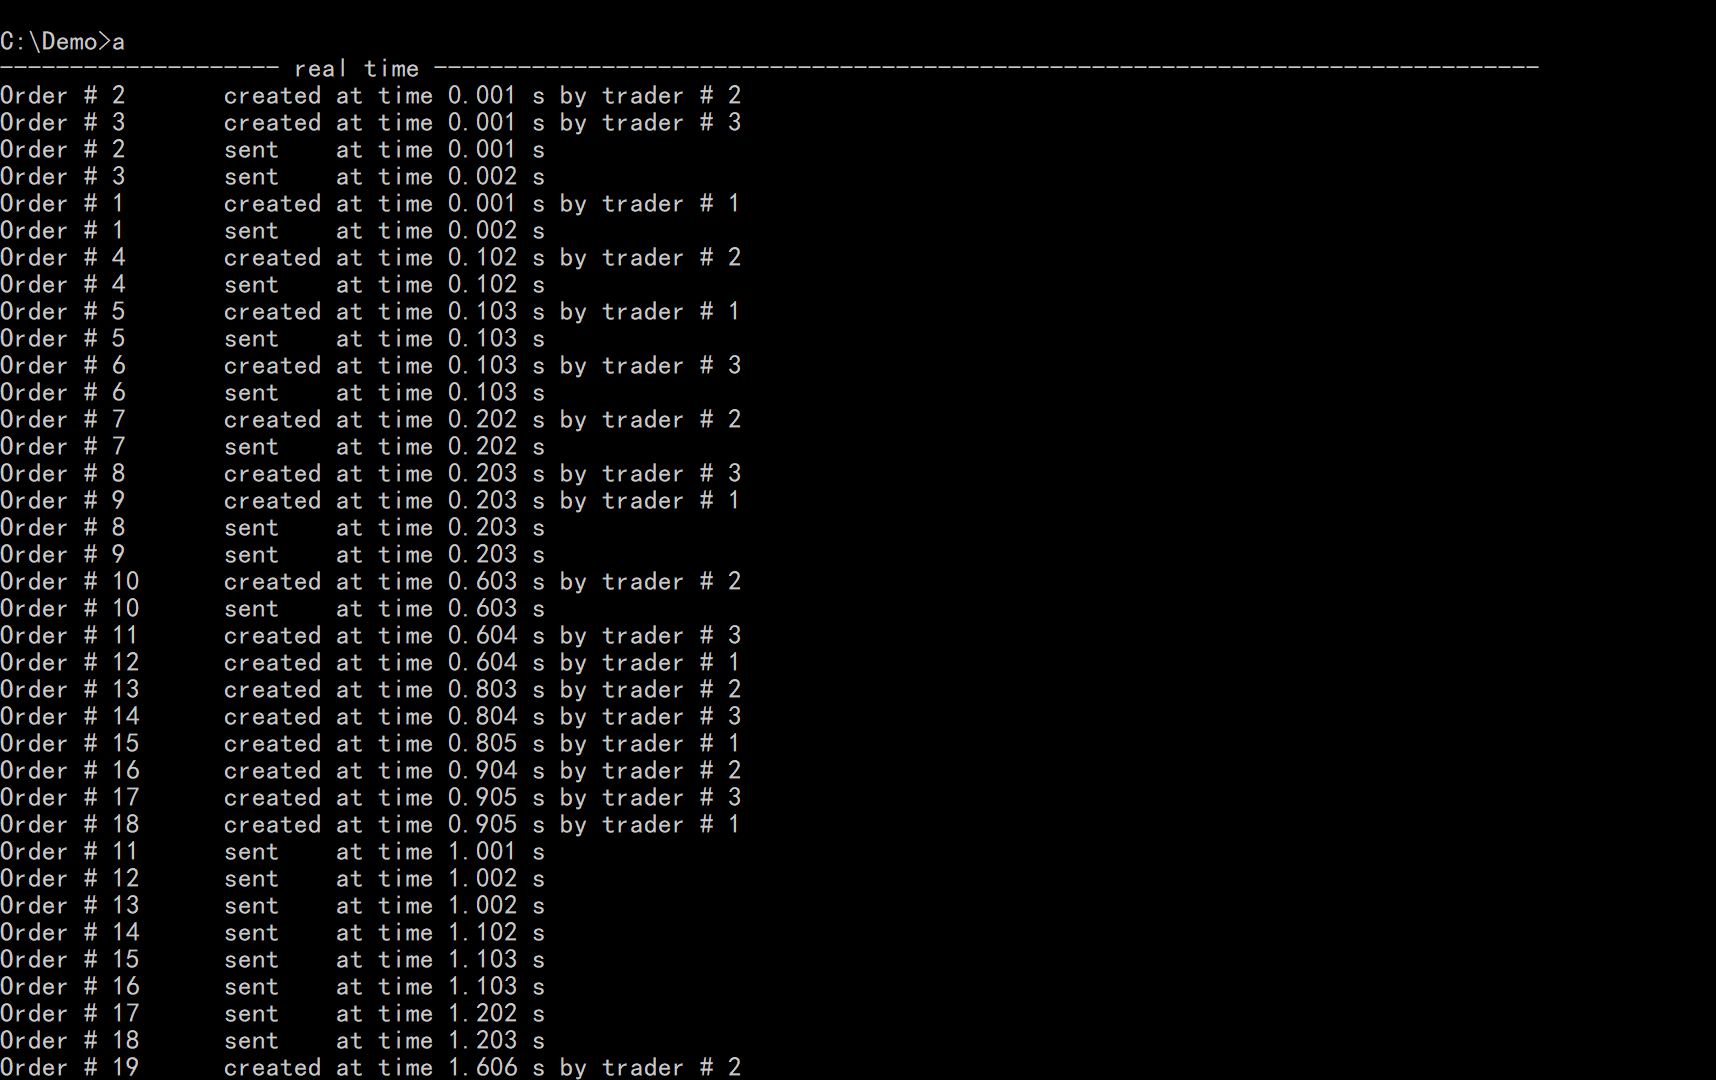 C:\Demo>a
-------------------- real time -------------------------------------------------------------------------------
Order # 2       created at time 0.001 s by trader # 2
Order # 3       created at time 0.001 s by trader # 3
Order # 2       sent    at time 0.001 s
Order # 3       sent    at time 0.002 s
Order # 1       created at time 0.001 s by trader # 1
Order # 1       sent    at time 0.002 s
Order # 4       created at time 0.102 s by trader # 2
Order # 4       sent    at time 0.102 s
Order # 5       created at time 0.103 s by trader # 1
Order # 5       sent    at time 0.103 s
Order # 6       created at time 0.103 s by trader # 3
Order # 6       sent    at time 0.103 s
Order # 7       created at time 0.202 s by trader # 2
Order # 7       sent    at time 0.202 s
Order # 8       created at time 0.203 s by trader # 3
Order # 9       created at time 0.203 s by trader # 1
Order # 8       sent    at time 0.203 s
Order # 9       sent    at time 0.203 s
Order # 10      created at time 0.603 s by trader # 2
Order # 10      sent    at time 0.603 s
Order # 11      created at time 0.604 s by trader # 3
Order # 12      created at time 0.604 s by trader # 1
Order # 13      created at time 0.803 s by trader # 2
Order # 14      created at time 0.804 s by trader # 3
Order # 15      created at time 0.805 s by trader # 1
Order # 16      created at time 0.904 s by trader # 2
Order # 17      created at time 0.905 s by trader # 3
Order # 18      created at time 0.905 s by trader # 1
Order # 11      sent    at time 1.001 s
Order # 12      sent    at time 1.002 s
Order # 13      sent    at time 1.002 s
Order # 14      sent    at time 1.102 s
Order # 15      sent    at time 1.103 s
Order # 16      sent    at time 1.103 s
Order # 17      sent    at time 1.202 s
Order # 18      sent    at time 1.203 s
Order # 19      created at time 1.606 s by trader # 2